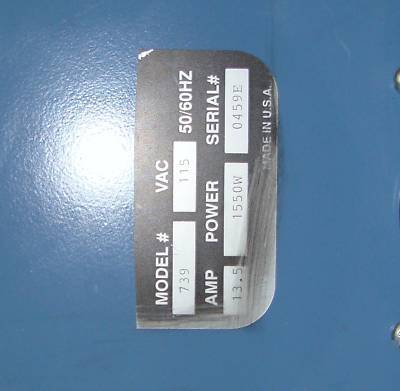 MODEL # VAC 50/60HZ
739 115
AMP POWER SERIAL#
13.5 1550W 0459E
MADE IN U.S.A.